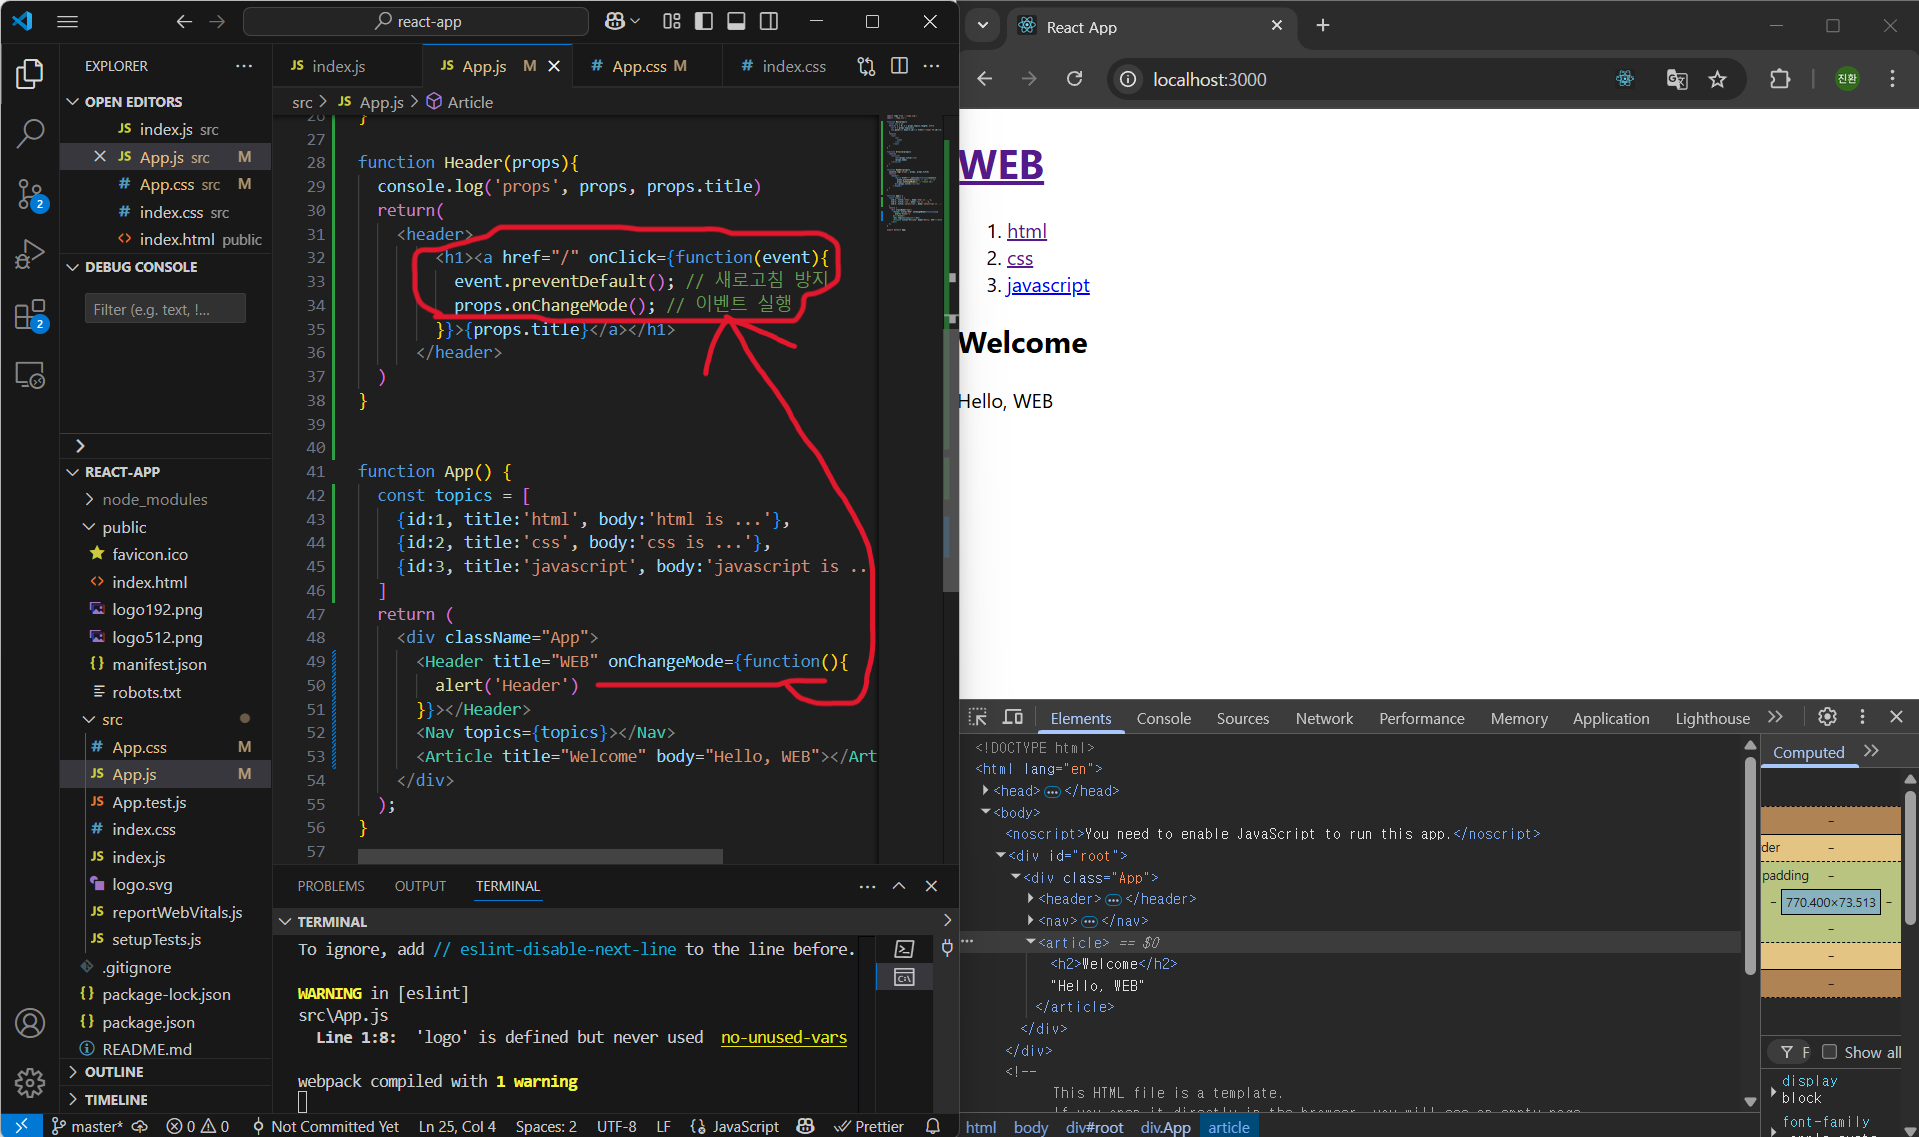 react-app
EXPLORER
OPEN EDITORS
JS index.js src
JS App.js src M
# App.css src M
# index.css src
<> index.html public
DEBUG CONSOLE
Filter (e.g. text, !...
REACT-APP
node_modules
public
favicon.ico
<> index.html
logo192.png
logo512.png
{} manifest.json
robots.txt
src
# App.css M
JS App.js M
JS App.test.js
# index.css
JS index.js
logo.svg
JS reportWebVitals.js
JS setupTests.js
.gitignore
{} package-lock.json
{} package.json
README.md
OUTLINE
TIMELINE
2
2
JS index.js
JS App.js M
# App.css M
# index.css
src > JS App.js > Article
26 }
27
28 function Header(props){
29 console.log('props', props, props.title)
30 return(
31 <header>
32 <h1><a href="/" onClick={function(event){
33 event.preventDefault(); // 새로고침 방지
34 props.onChangeMode(); // 이벤트 실행
35 }}>{props.title}</a></h1>
36 </header>
37 )
38 }
39
40
41 function App() {
42 const topics = [
43 {id:1, title:'html', body:'html is ...'},
44 {id:2, title:'css', body:'css is ...'},
45 {id:3, title:'javascript', body:'javascript is ..
46 ]
47 return (
48 <div className="App">
49 <Header title="WEB" onChangeMode={function(){
50 alert('Header')
51 }}></Header>
52 <Nav topics={topics}></Nav>
53 <Article title="Welcome" body="Hello, WEB"></Art
54 </div>
55 );
56 }
57
PROBLEMS OUTPUT TERMINAL
TERMINAL
To ignore, add // eslint-disable-next-line to the line before.
WARNING in [eslint]
src\App.js
Line 1:8: 'logo' is defined but never used no-unused-vars
webpack compiled with 1 warning
master* 0 0 Not Committed Yet Ln 25, Col 4 Spaces: 2 UTF-8 LF {} JavaScript Prettier
React App
localhost:3000
진환
WEB
1. html
2. css
3. javascript
Welcome
Hello, WEB
Elements Console Sources Network Performance Memory Application Lighthouse
<!DOCTYPE html>
<html lang="en">
<head> ... </head>
<body>
<noscript>You need to enable JavaScript to run this app.</noscript>
<div id="root">
<div class="App">
<header> ... </header>
<nav> ... </nav>
<article> == $0
<h2>Welcome</h2>
"Hello, WEB"
</article>
</div>
</div>
<!--
This HTML file is a template.
html body div#root div.App article
Computed
-
der -
padding -
- 770.400×73.513 -
-
-
-
F Show all
display
block
font-family